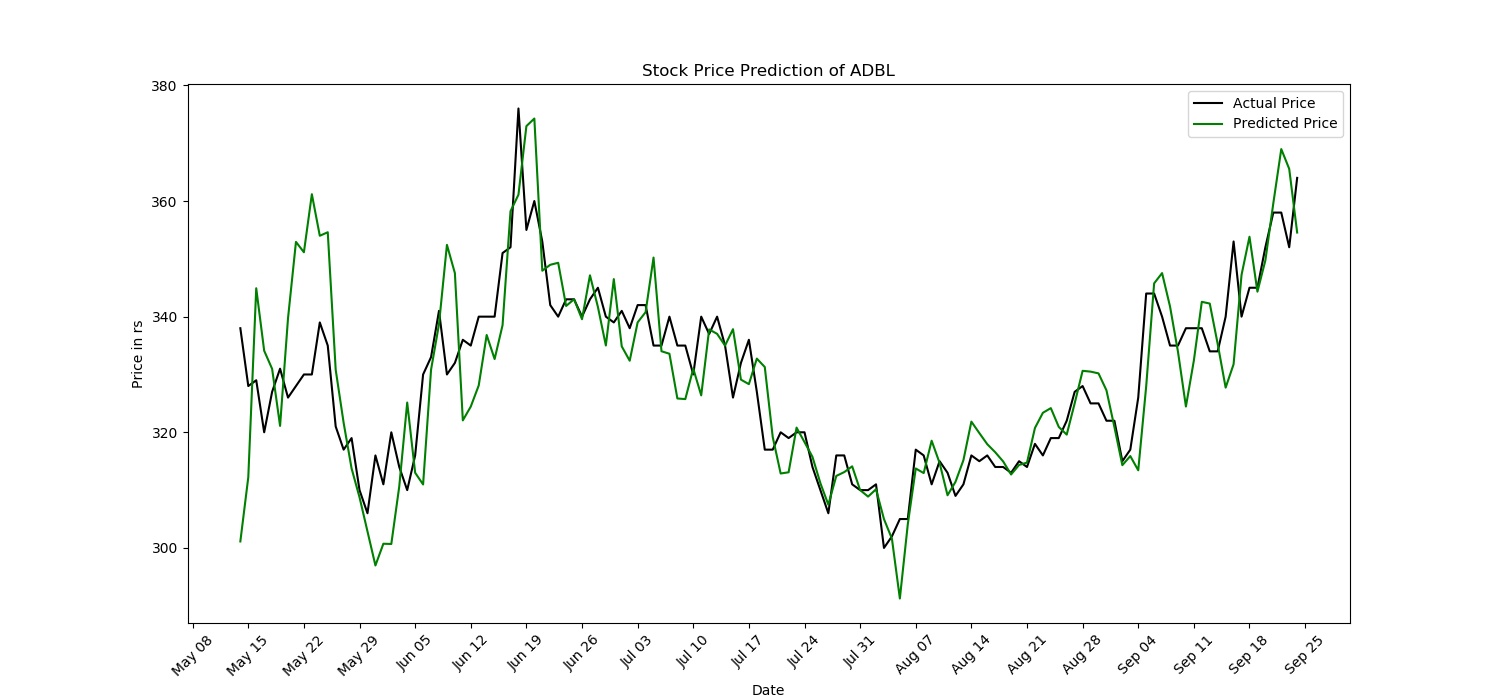 Stock Price Prediction of ADBL
Actual Price
Predicted Price
Price in rs
380
360
340
320
300
May 08
May 15
May 22
May 29
Jun 05
Jun 12
Jun 19
Jun 26
Jul 03
Jul 10
Jul 17
Jul 24
Jul 31
Aug 07
Aug 14
Aug 21
Aug 28
Sep 04
Sep 11
Sep 18
Sep 25
Date